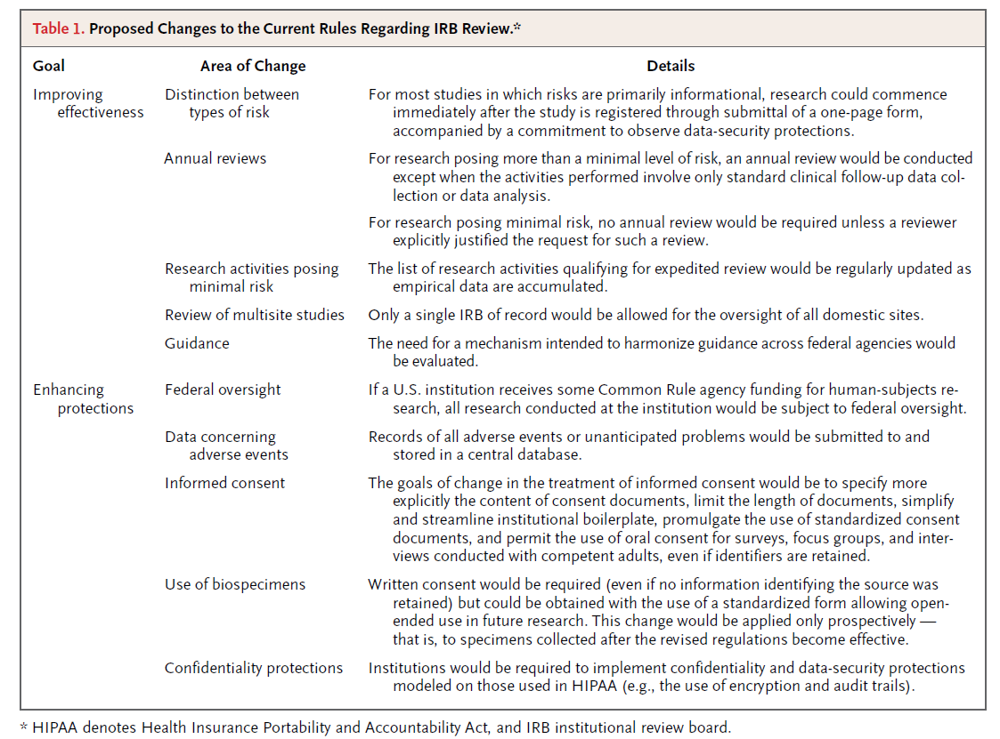 Table 1. Proposed Changes to the Current Rules Regarding IRB Review.*
Goal Area of Change Details
Improving effectiveness Distinction between types of risk For most studies in which risks are primarily informational, research could commence
immediately after the study is registered through submittal of a one-page form,
accompanied by a commitment to observe data-security protections.
Annual reviews For research posing more than a minimal level of risk, an annual review would be conducted
except when the activities performed involve only standard clinical follow-up data col-
lection or data analysis.
For research posing minimal risk, no annual review would be required unless a reviewer
explicitly justified the request for such a review.
Research activities posing minimal risk The list of research activities qualifying for expedited review would be regularly updated as
empirical data are accumulated.
Review of multisite studies Only a single IRB of record would be allowed for the oversight of all domestic sites.
Guidance The need for a mechanism intended to harmonize guidance across federal agencies would
be evaluated.
Enhancing protections Federal oversight If a U.S. institution receives some Common Rule agency funding for human-subjects re-
search, all research conducted at the institution would be subject to federal oversight.
Data concerning adverse events Records of all adverse events or unanticipated problems would be submitted to and
stored in a central database.
Informed consent The goals of change in the treatment of informed consent would be to specify more
explicitly the content of consent documents, limit the length of documents, simplify
and streamline institutional boilerplate, promulgate the use of standardized consent
documents, and permit the use of oral consent for surveys, focus groups, and inter-
views conducted with competent adults, even if identifiers are retained.
Use of biospecimens Written consent would be required (even if no information identifying the source was
retained) but could be obtained with the use of a standardized form allowing open-
ended use in future research. This change would be applied only prospectively —
that is, to specimens collected after the revised regulations become effective.
Confidentiality protections Institutions would be required to implement confidentiality and data-security protections
modeled on those used in HIPAA (e.g., the use of encryption and audit trails).
* HIPAA denotes Health Insurance Portability and Accountability Act, and IRB institutional review board.